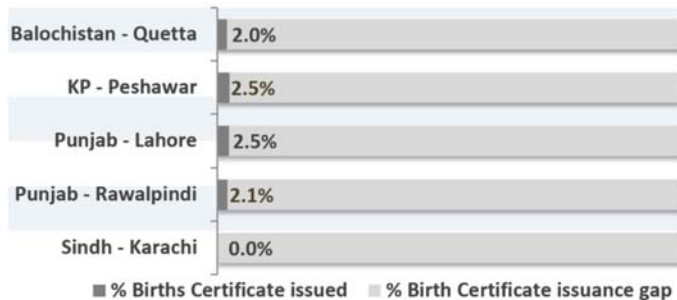 Balochistan - Quetta 2.0%
KP - Peshawar 2.5%
Punjab - Lahore 2.5%
Punjab - Rawalpindi 2.1%
Sindh - Karachi 0.0%
% Births Certificate issued % Birth Certificate issuance gap